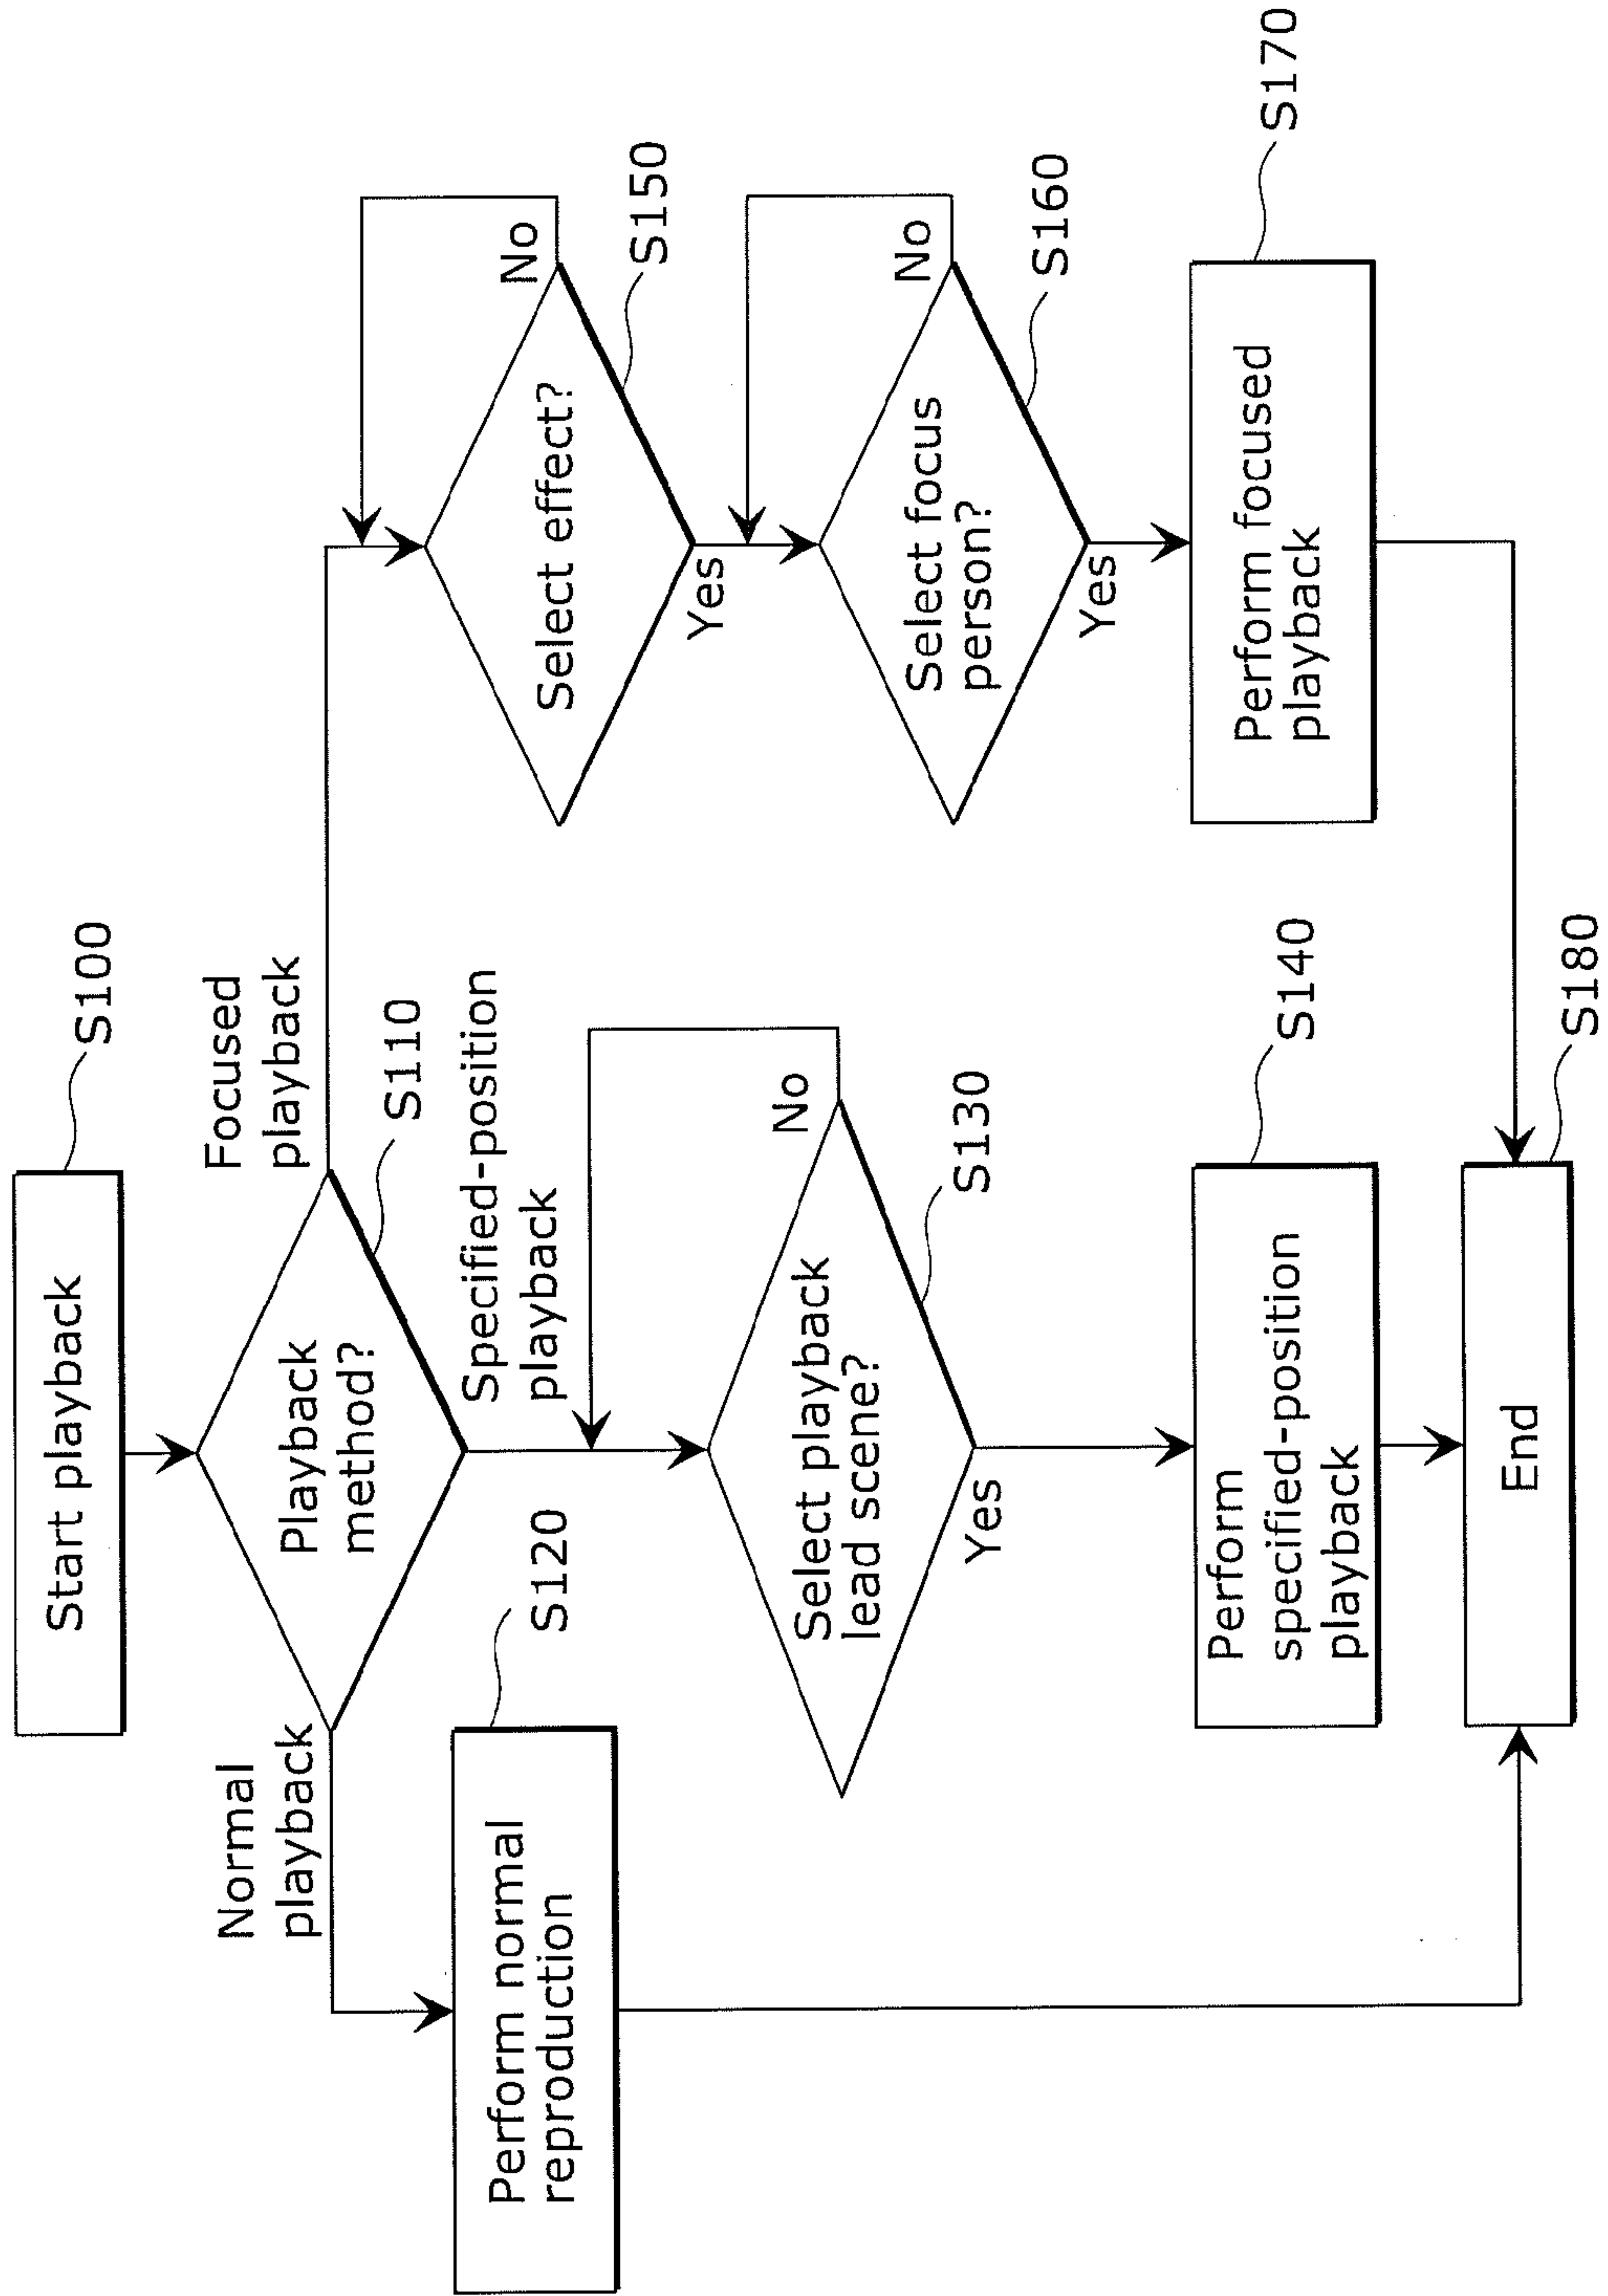 Start playback
S100
Playback
method?
S110
Normal
playback
Focused
playback
Specified-position
playback
Perform normal
reproduction
S120
Select playback
lead scene?
S130
No
Yes
Perform
specified-position
playback
S140
Select effect?
S150
No
Yes
Select focus
person?
S160
No
Yes
Perform focused
playback
S170
End
S180